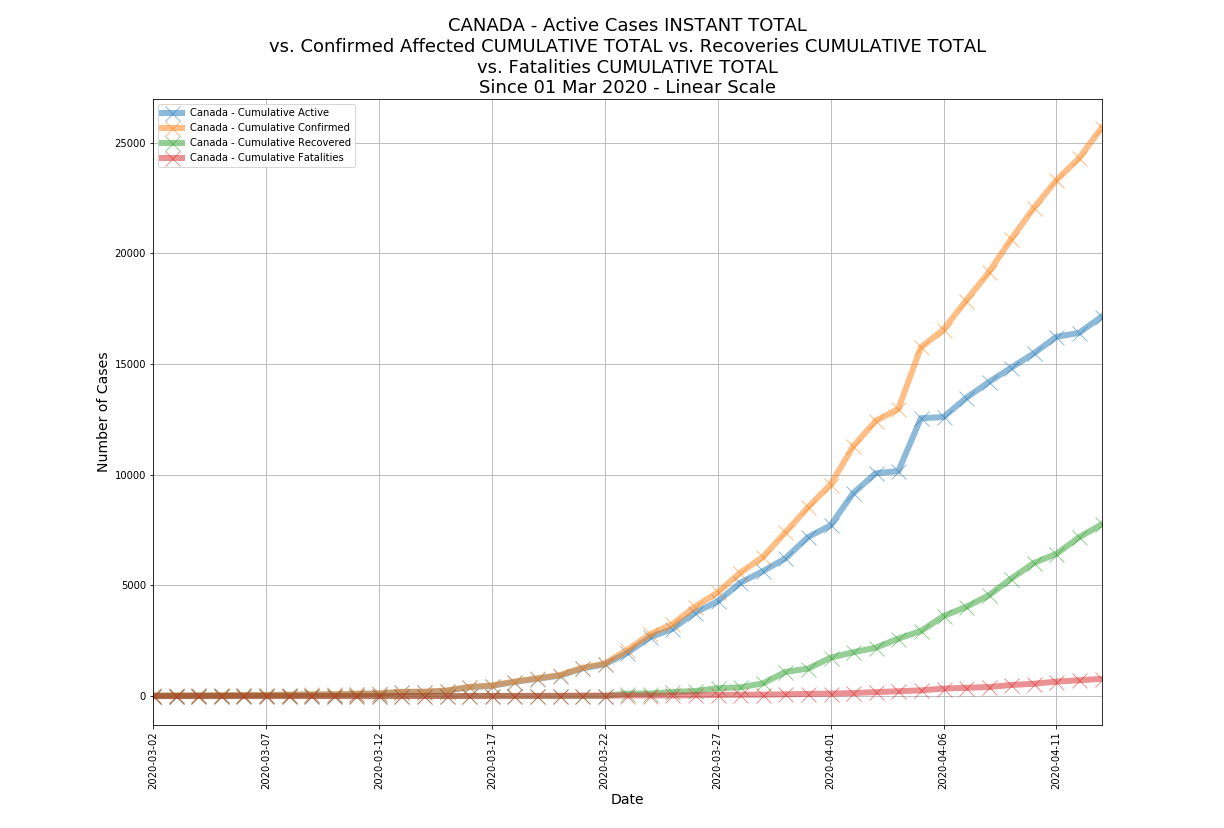 CANADA - Active Cases INSTANT TOTAL
vs. Confirmed Affected CUMULATIVE TOTAL vs. Recoveries CUMULATIVE TOTAL
vs. Fatalities CUMULATIVE TOTAL
Since 01 Mar 2020 - Linear Scale
Canada - Cumulative Active
Canada - Cumulative Confirmed
Canada - Cumulative Recovered
Canada - Cumulative Fatalities
25000
20000
15000
10000
5000
0
Number of Cases
2020-03-02
2020-03-07
2020-03-12
2020-03-17
2020-03-22
2020-03-27
2020-04-01
2020-04-06
2020-04-11
Date